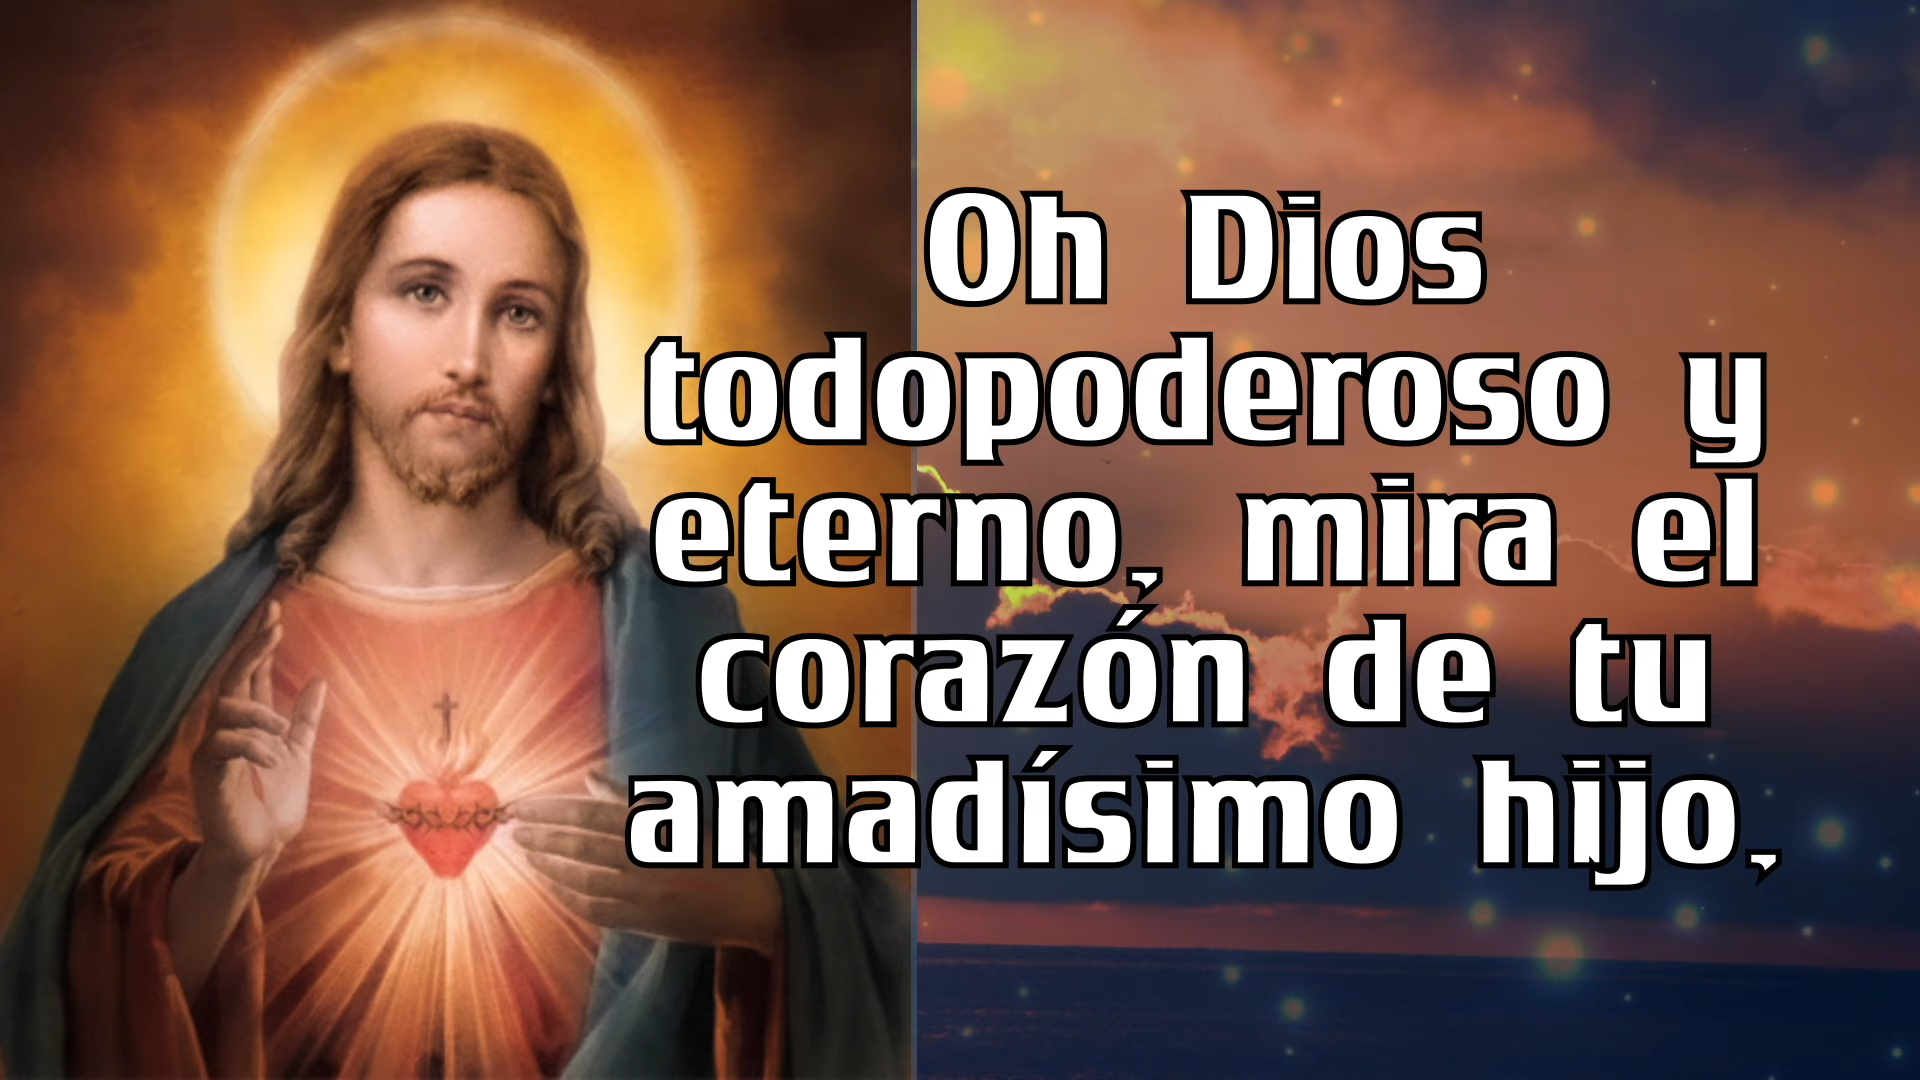 Oh Dios
todopoderoso y
eterno, mira el
corazón de tu
amadísimo hijo,